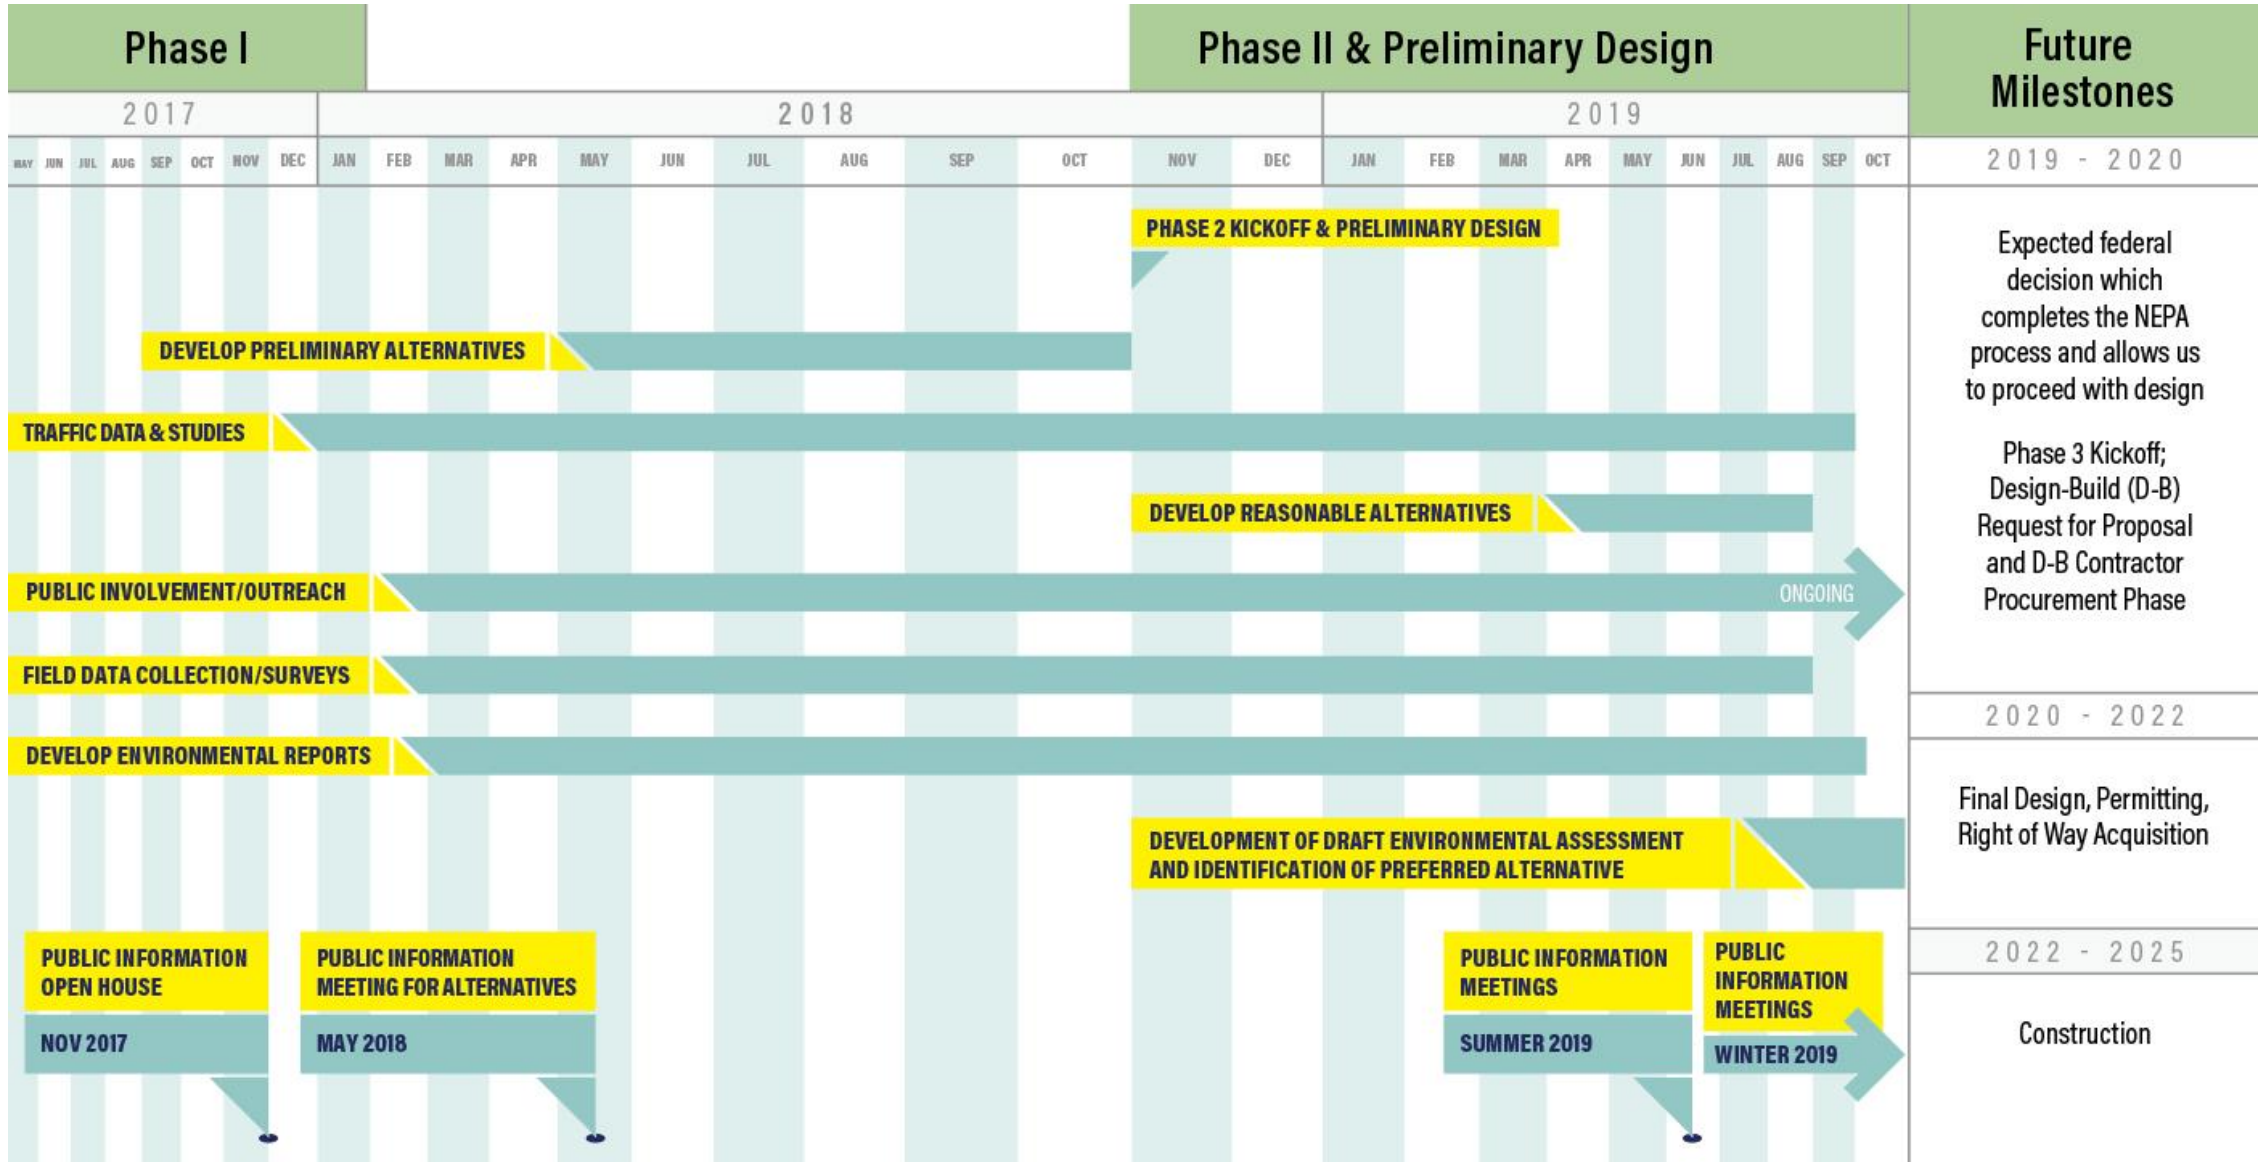 Phase I
Phase II & Preliminary Design
Future
Milestones
2017
2018
2019
MAY JUN JUL AUG SEP OCT NOV DEC JAN FEB MAR APR MAY JUN JUL AUG SEP OCT NOV DEC JAN FEB MAR APR MAY JUN JUL AUG SEP OCT
2019 - 2020
PHASE 2 KICKOFF & PRELIMINARY DESIGN
DEVELOP PRELIMINARY ALTERNATIVES
TRAFFIC DATA & STUDIES
DEVELOP REASONABLE ALTERNATIVES
PUBLIC INVOLVEMENT/OUTREACH
ONGOING
FIELD DATA COLLECTION/SURVEYS
DEVELOP ENVIRONMENTAL REPORTS
DEVELOPMENT OF DRAFT ENVIRONMENTAL ASSESSMENT
AND IDENTIFICATION OF PREFERRED ALTERNATIVE
PUBLIC INFORMATION
OPEN HOUSE
NOV 2017
PUBLIC INFORMATION
MEETING FOR ALTERNATIVES
MAY 2018
PUBLIC INFORMATION
MEETINGS
SUMMER 2019
PUBLIC
INFORMATION
MEETINGS
WINTER 2019
Expected federal
decision which
completes the NEPA
process and allows us
to proceed with design
Phase 3 Kickoff;
Design-Build (D-B)
Request for Proposal
and D-B Contractor
Procurement Phase
2020 - 2022
Final Design, Permitting,
Right of Way Acquisition
2022 - 2025
Construction